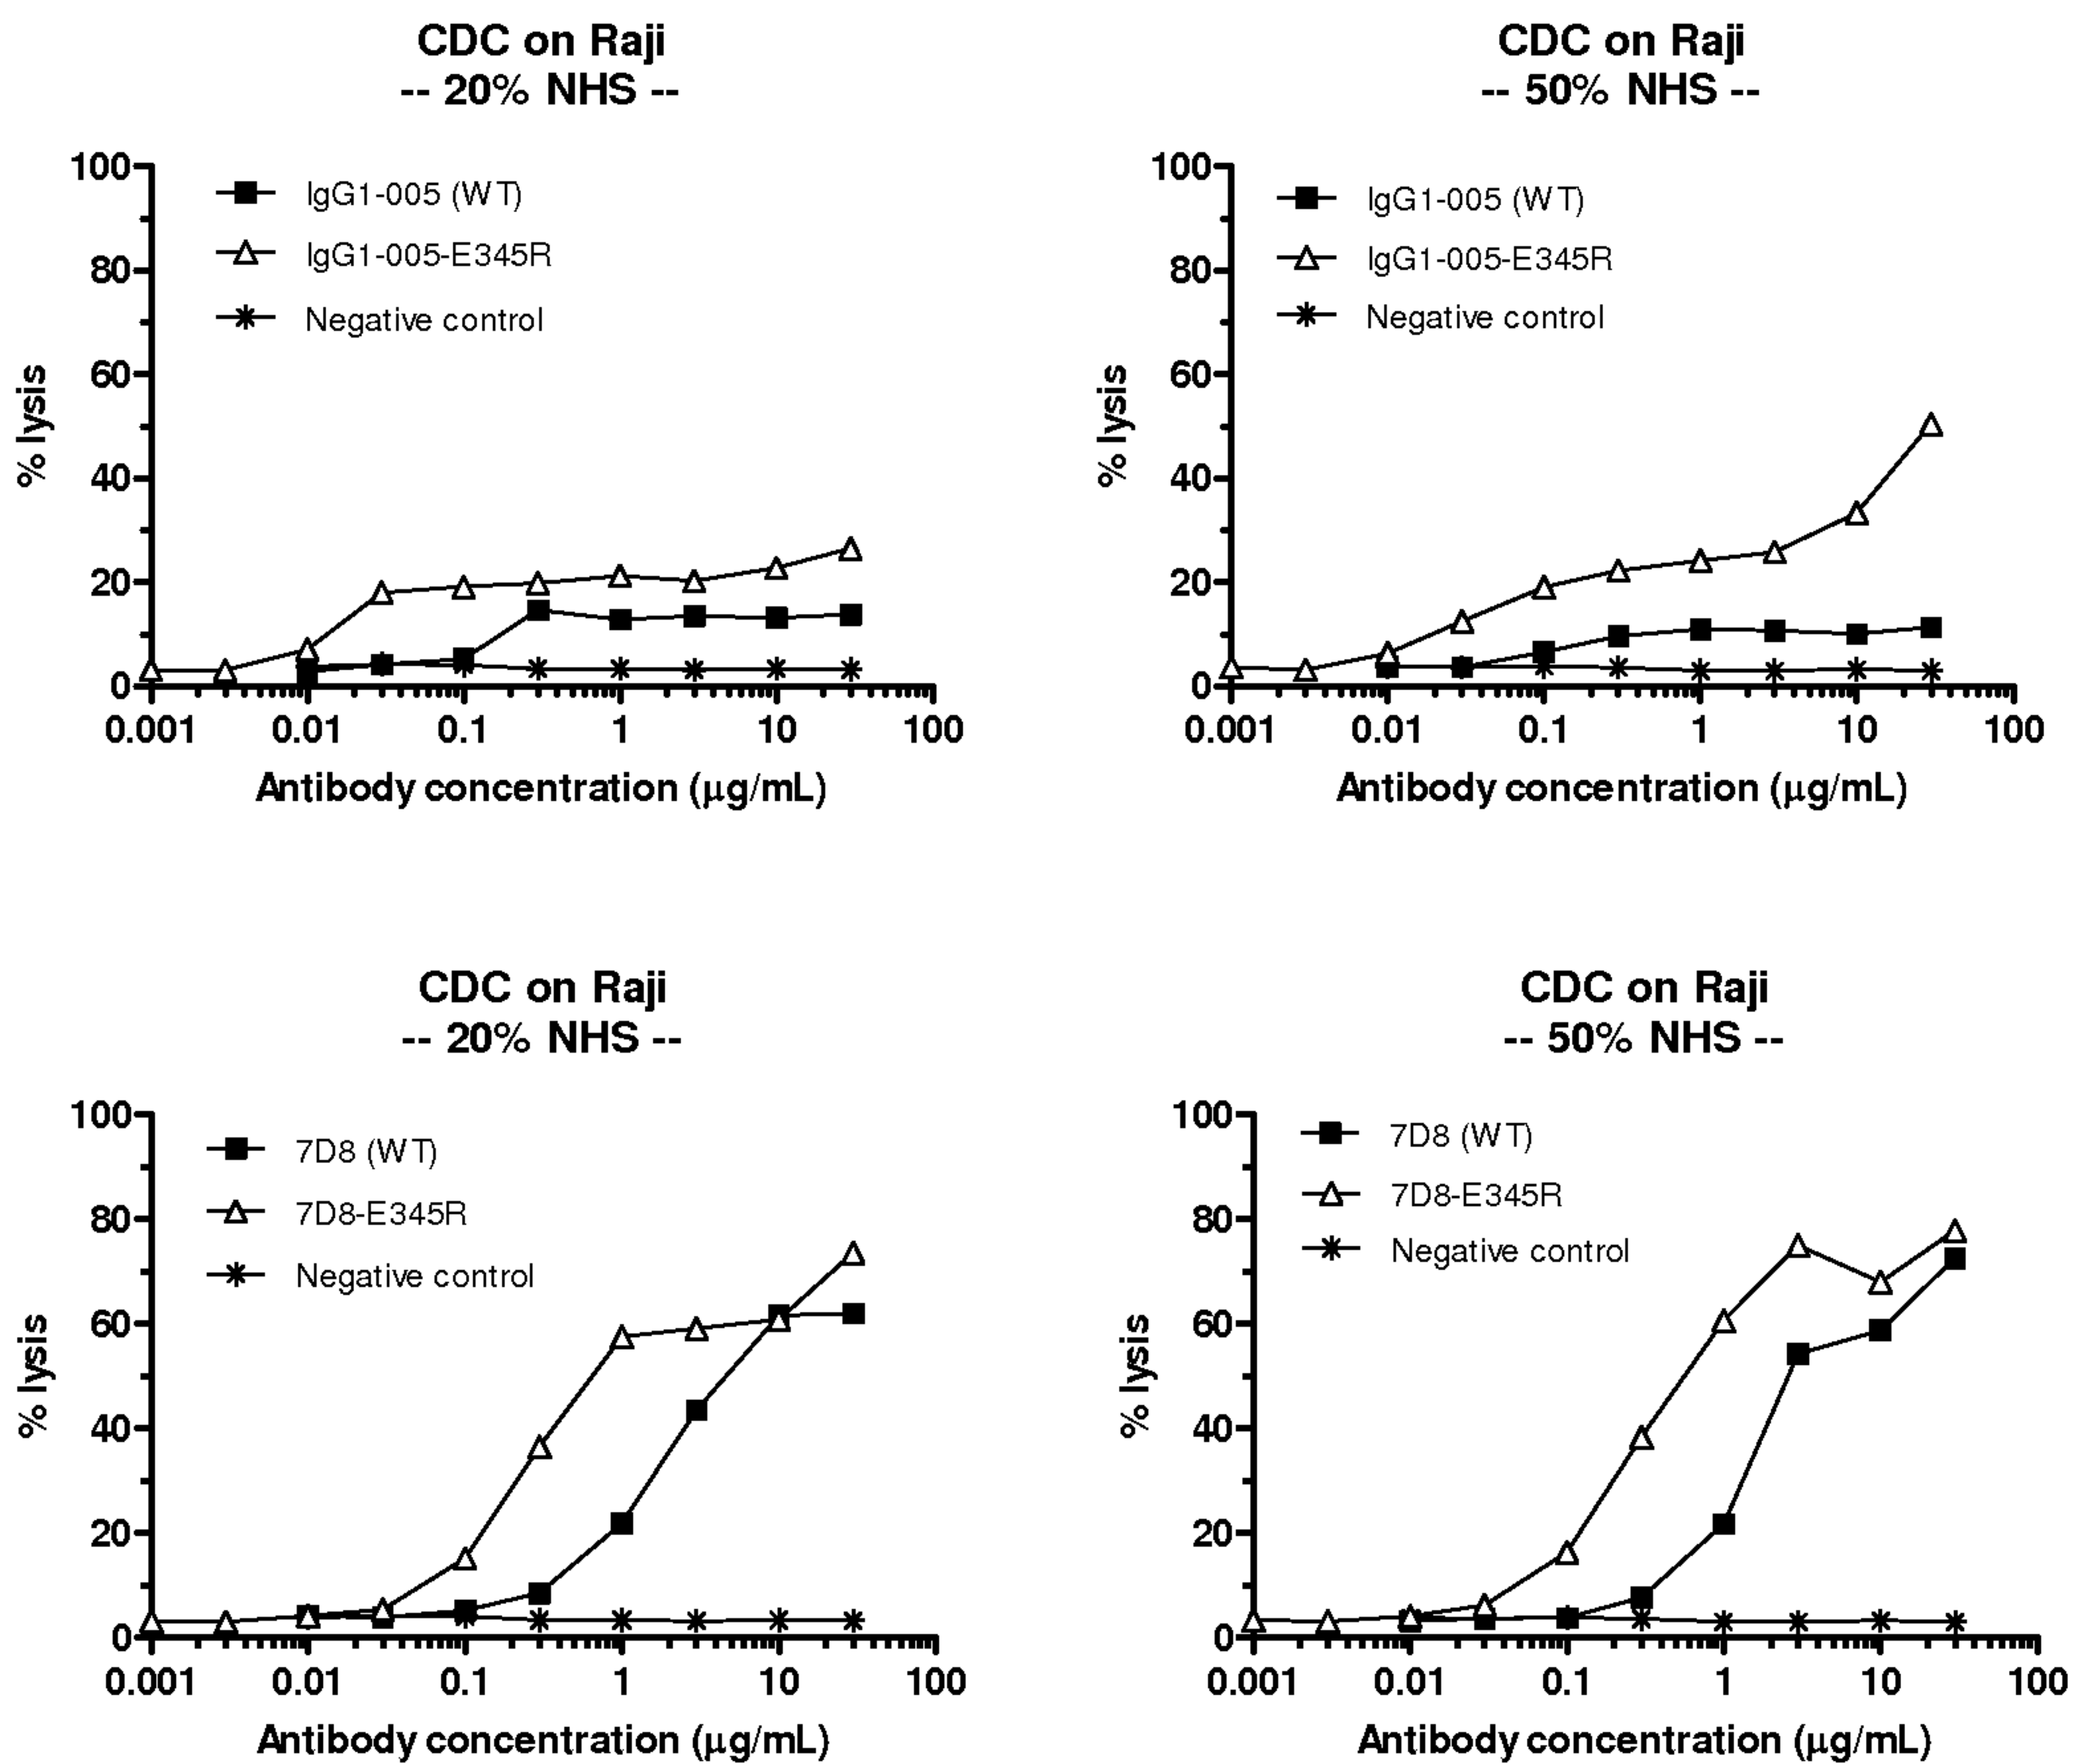 CDC on Raji
-- 20% NHS --
100
80
60
40
20
0
% lysis
IgG1-005 (WT)
IgG1-005-E345R
Negative control
0.001 0.01 0.1 1 10 100
Antibody concentration (μg/mL)
CDC on Raji
-- 50% NHS --
100
80
60
40
20
0
% lysis
IgG1-005 (WT)
IgG1-005-E345R
Negative control
0.001 0.01 0.1 1 10 100
Antibody concentration (μg/mL)
CDC on Raji
-- 20% NHS --
100
80
60
40
20
0
% lysis
7D8 (WT)
7D8-E345R
Negative control
0.001 0.01 0.1 1 10 100
Antibody concentration (μg/mL)
CDC on Raji
-- 50% NHS --
100
80
60
40
20
0
% lysis
7D8 (WT)
7D8-E345R
Negative control
0.001 0.01 0.1 1 10 100
Antibody concentration (μg/mL)